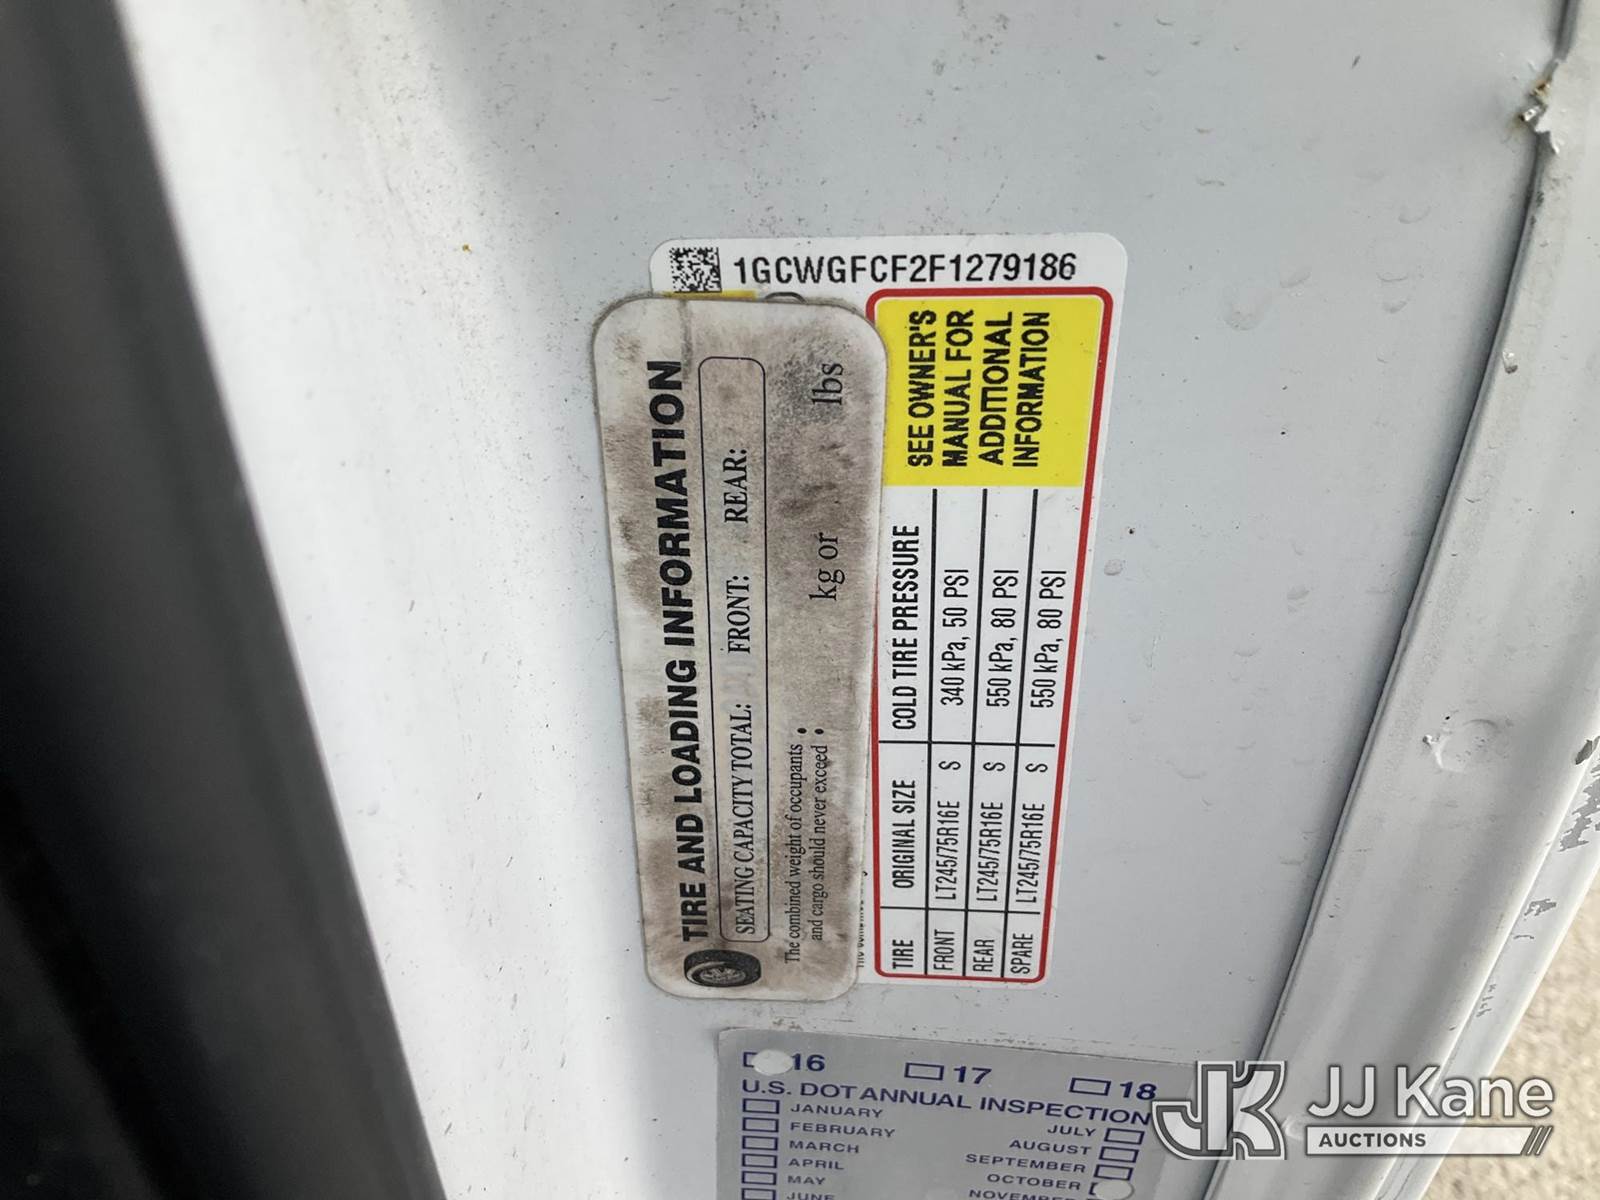 1GCWGFCF2F1279186
TIRE AND LOADING INFORMATION
SEATING CAPACITY TOTAL: FRONT: REAR:
The combined weight of occupants :
and cargo should never exceed :
kg or lbs
TIRE ORIGINAL SIZE COLD TIRE PRESSURE
FRONT LT245/75R16E S 340 kPa, 50 PSI
REAR LT245/75R16E S 550 kPa, 80 PSI
SPARE LT245/75R16E S 550 kPa, 80 PSI
SEE OWNER'S
MANUAL FOR
ADDITIONAL
INFORMATION
16 17 18
U.S. DOT ANNUAL INSPECTION
JANUARY JULY
FEBRUARY AUGUST
MARCH SEPTEMBER
APRIL OCTOBER
MAY NOVEMBER
JUNE
JK JJ Kane
AUCTIONS